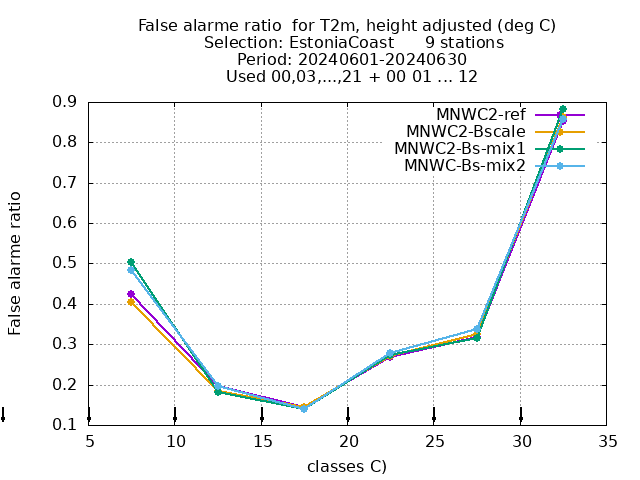 False alarme ratio  for T2m, height adjusted (deg C)
Selection: EstoniaCoast      9 stations
Period: 20240601-20240630
Used 00,03,...,21 + 00 01 ... 12
MNWC2-ref
MNWC2-Bscale
MNWC2-Bs-mix1
MNWC-Bs-mix2
False alarme ratio
0.9
0.8
0.7
0.6
0.5
0.4
0.3
0.2
0.1
5 10 15 20 25 30 35
classes C)